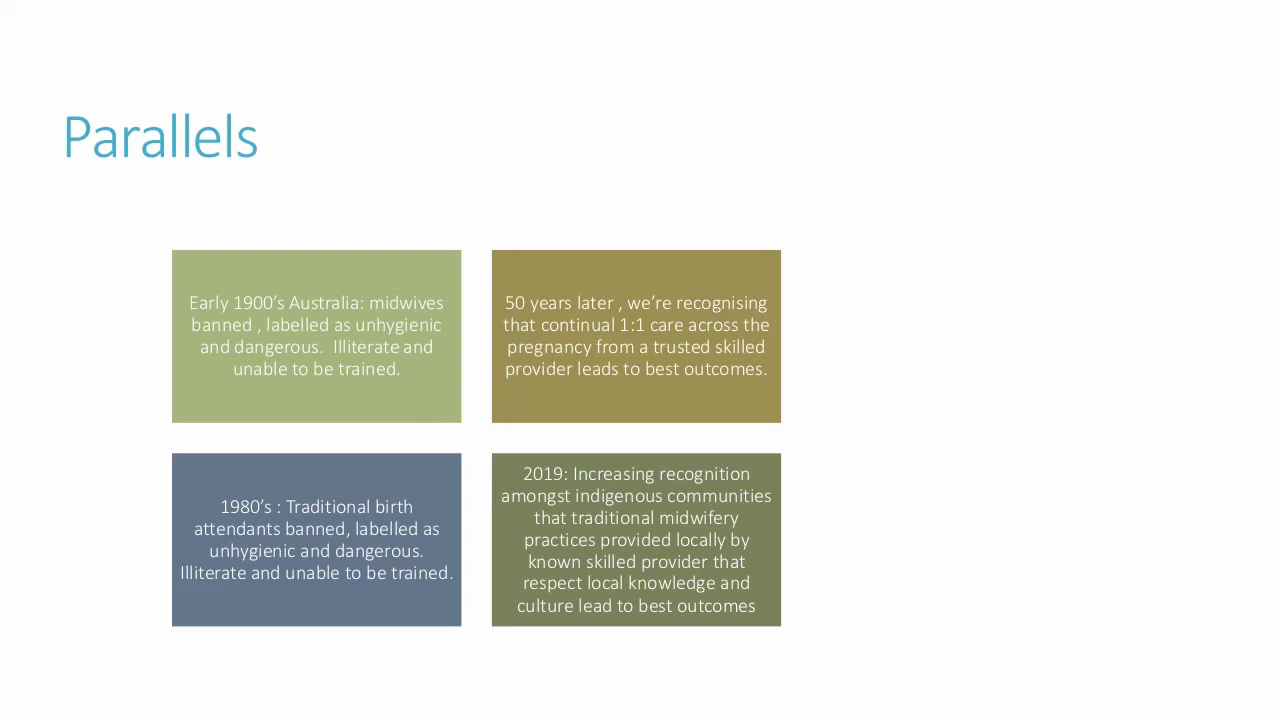 Parallels
Early 1900’s Australia: midwives
banned , labelled as unhygienic
and dangerous.  Illiterate and
unable to be trained.
50 years later , we’re recognising
that continual 1:1 care across the
pregnancy from a trusted skilled
provider leads to best outcomes.
1980’s : Traditional birth
attendants banned, labelled as
unhygienic and dangerous.
Illiterate and unable to be trained.
2019: Increasing recognition
amongst indigenous communities
that traditional midwifery
practices provided locally by
known skilled provider that
respect local knowledge and
culture lead to best outcomes